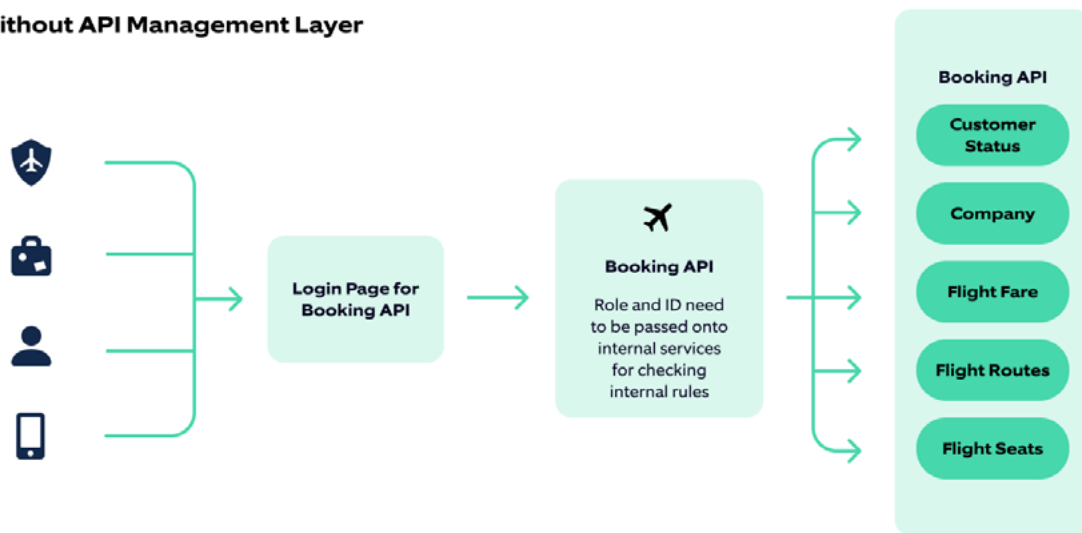 ithout API Management Layer
Login Page for
Booking API
Booking API
Role and ID need
to be passed onto
internal services
for checking
internal rules
Booking API
Customer
Status
Company
Flight Fare
Flight Routes
Flight Seats